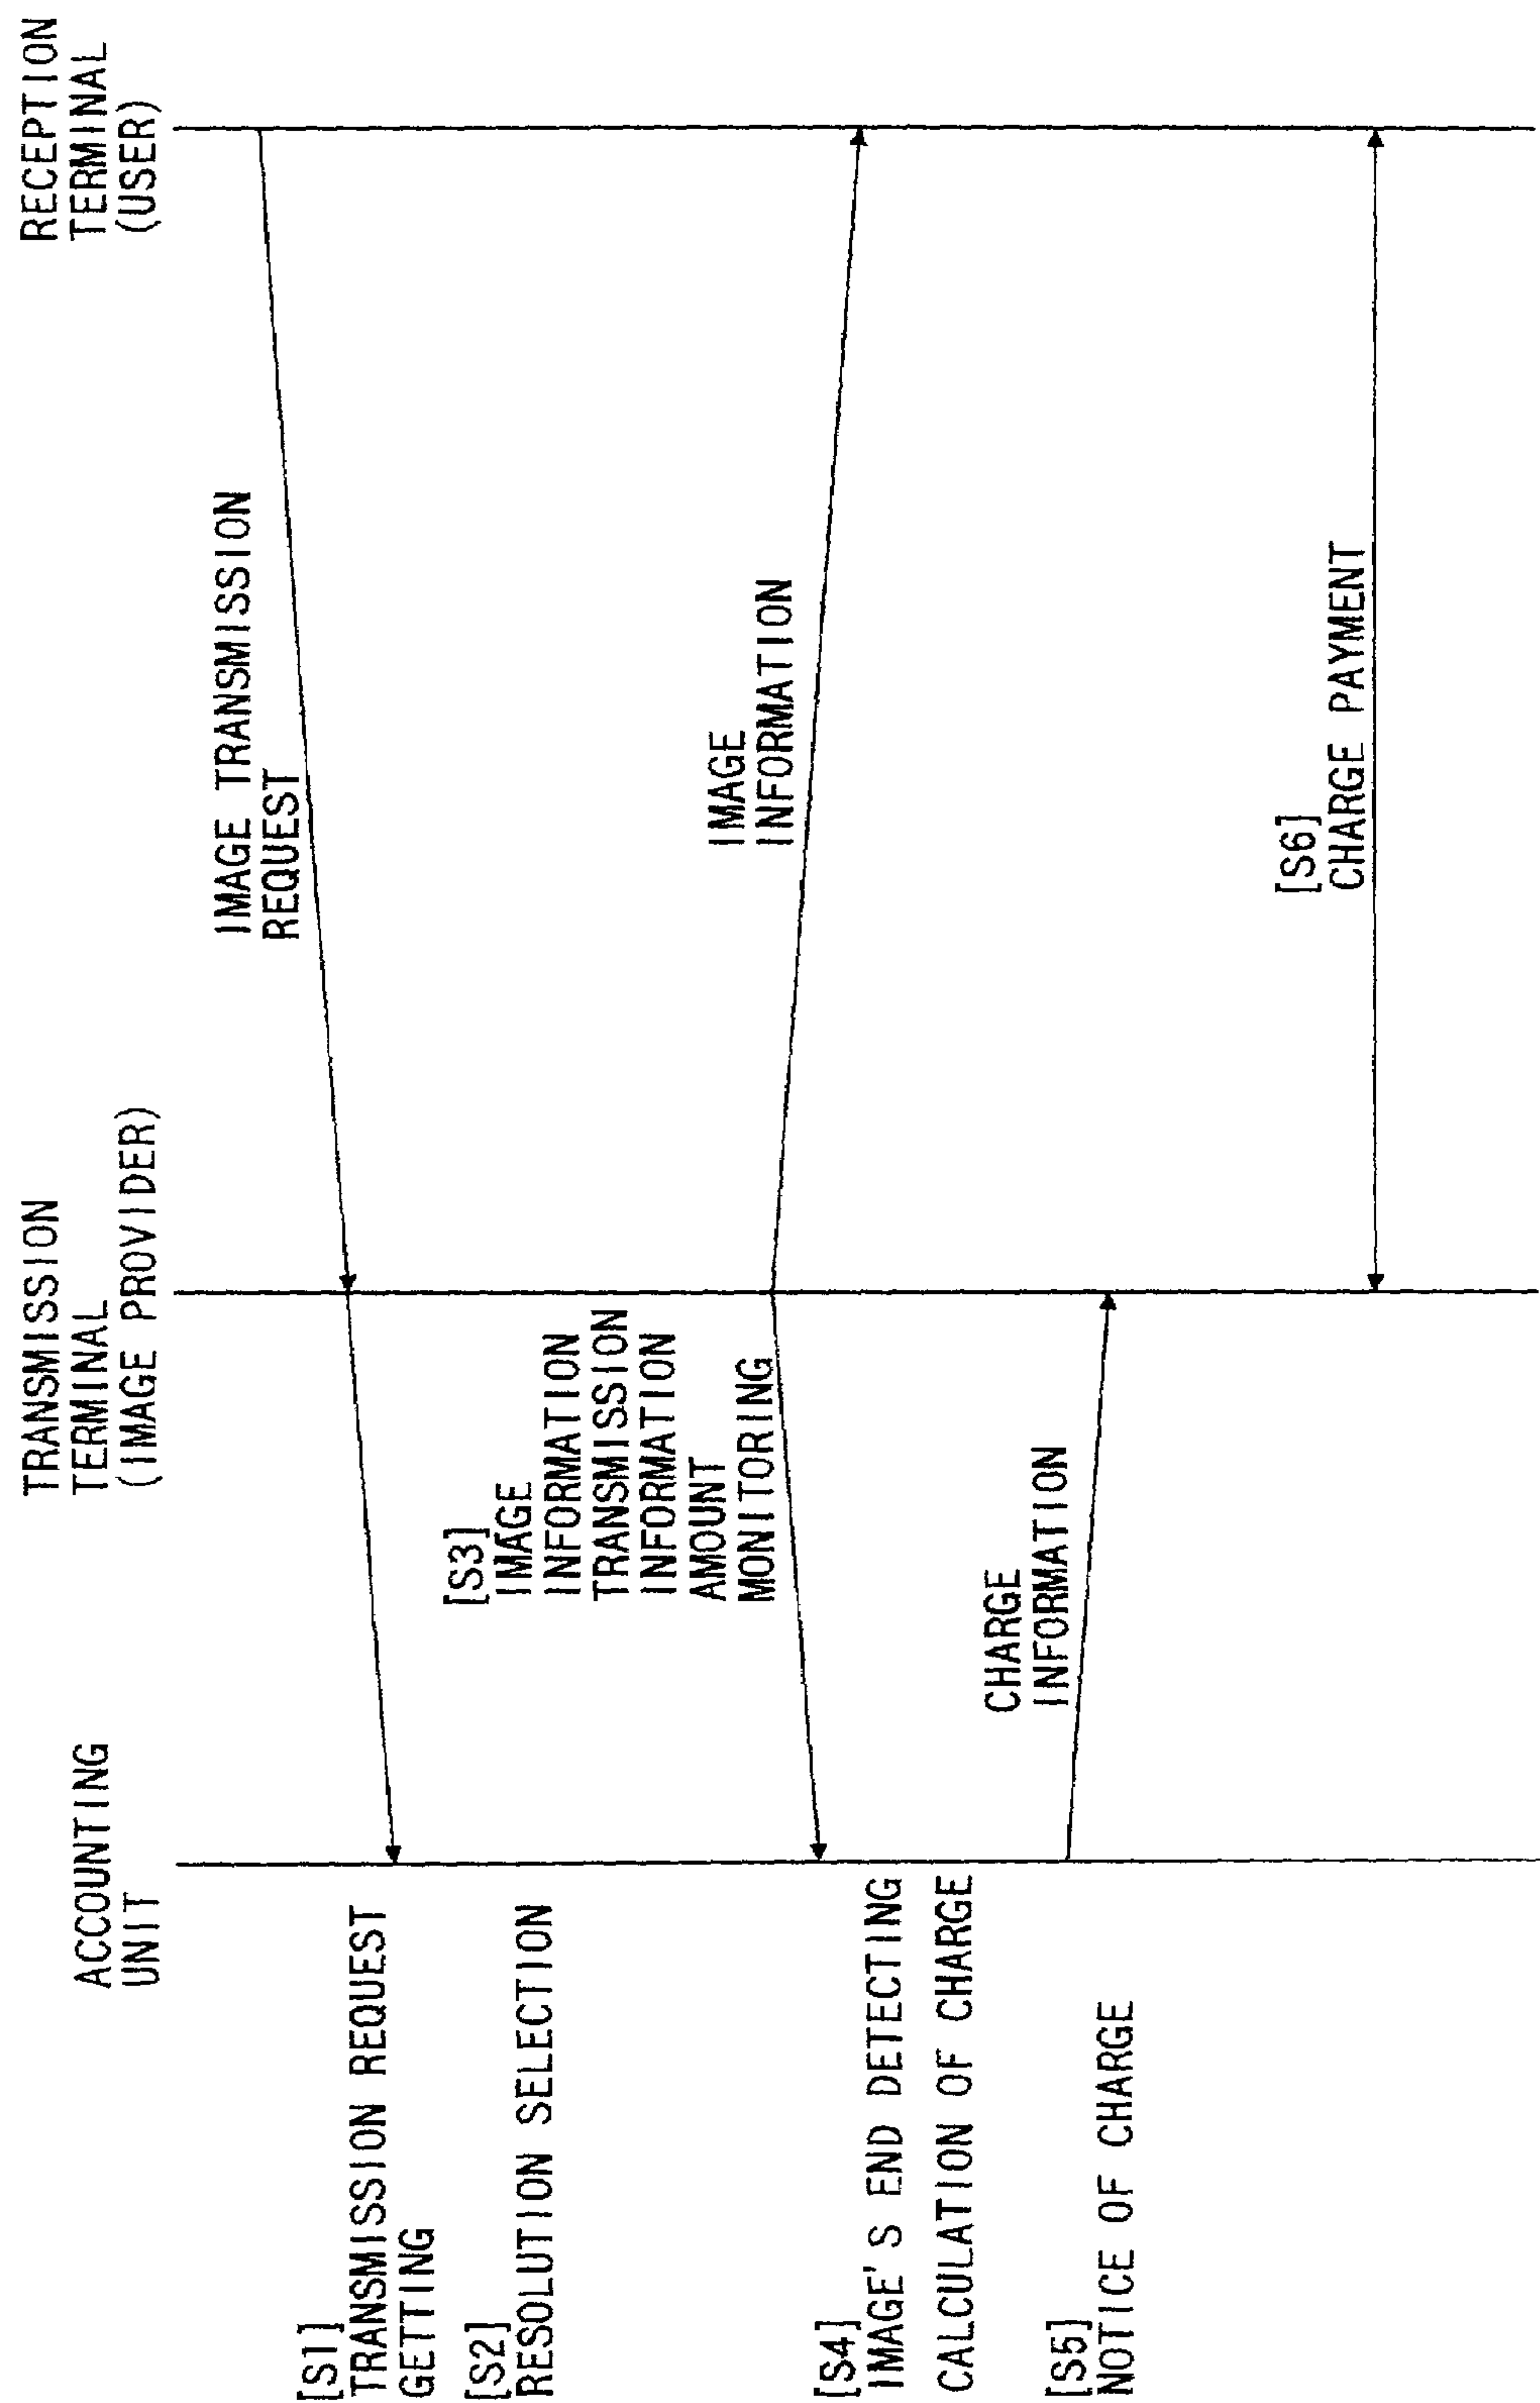 ACCOUNTING
UNIT
TRANSMISSION
TERMINAL
(IMAGE PROVIDER)
RECEPTION
TERMINAL
(USER)
IMAGE TRANSMISSION
REQUEST
[S1]
TRANSMISSION REQUEST
GETTING
[S2]
RESOLUTION SELECTION
[S3]
IMAGE
INFORMATION
TRANSMISSION
INFORMATION
AMOUNT
MONITORING
IMAGE
INFORMATION
[S4]
IMAGE'S END DETECTING
CALCULATION OF CHARGE
CHARGE
INFORMATION
[S5]
NOTICE OF CHARGE
[S6]
CHARGE PAYMENT